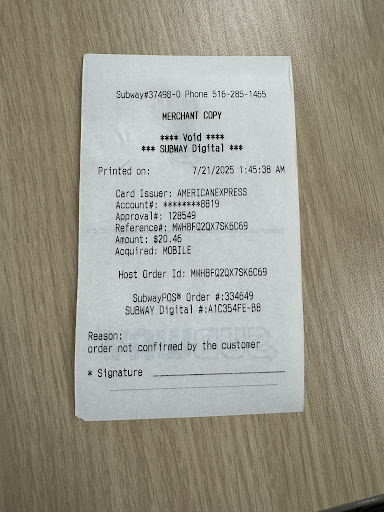 Subway#37498-0 Phone 516-285-1465
MERCHANT COPY
**** Void ****
*** SUBWAY Digital ***
Printed on: 7/21/2025 1:45:38 AM
Card Issuer: AMERICANEXPRESS
Account#: ********8819
Approval#: 128549
Reference#: MWHBFQ2QX7SK6C69
Amount: $20.46
Acquired: MOBILE
Host Order Id: MWHBFQ2QX7SK6C69
SubwayPOS® Order #:334649
SUBWAY Digital #:A1C354FE-B8
Reason:
order not confirmed by the customer
* Signature